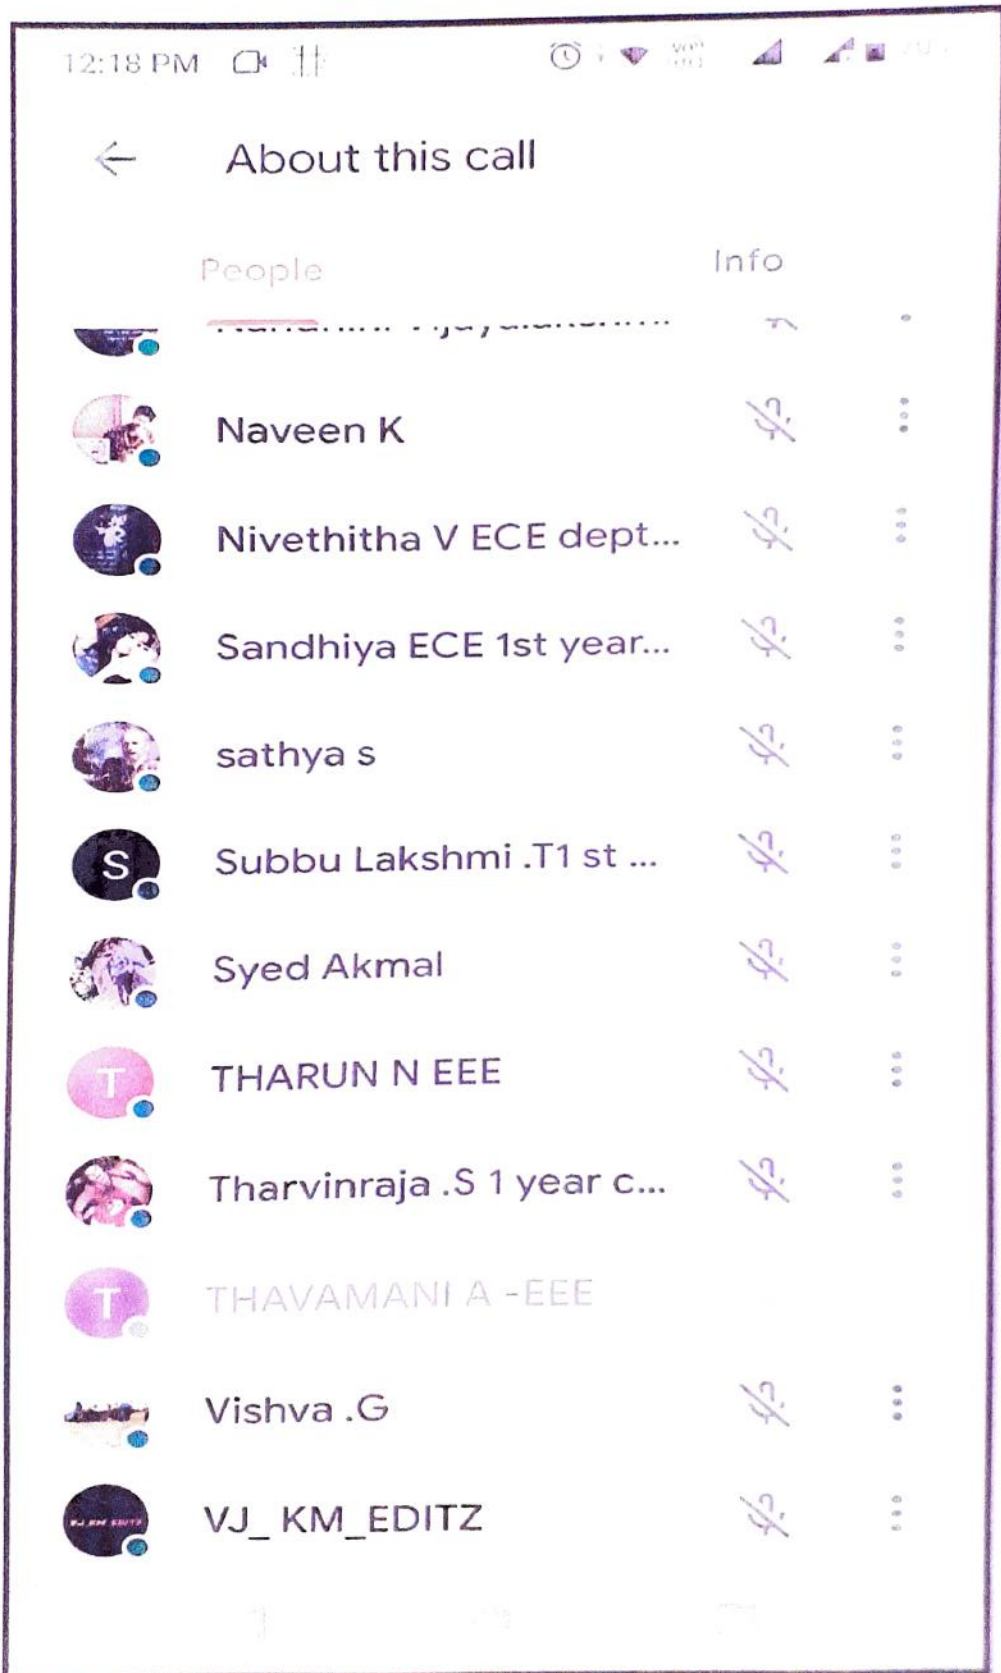 12:18 PM
About this call
People Info
Naveen K
Nivethitha V ECE dept...
Sandhiya ECE 1st year...
sathya s
S
Subbu Lakshmi .T1 st ...
Syed Akmal
T
THARUN N EEE
Tharvinraja .S 1 year c...
T
THAVAMANI A -EEE
Vishva .G
VJ_ KM_EDITZ